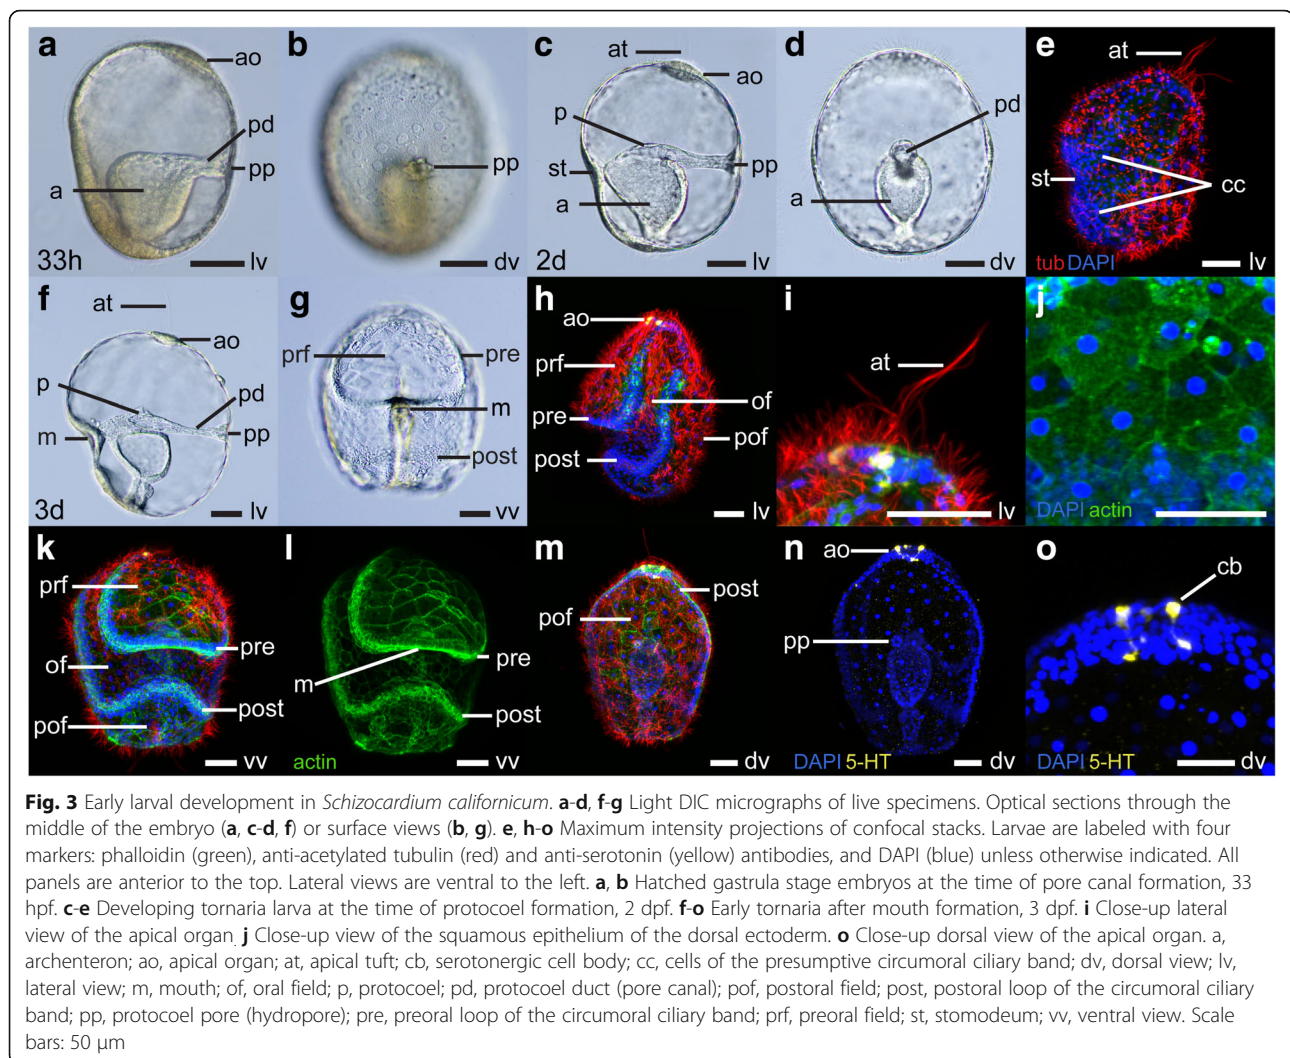 a
ao
pd
pp
a
33h
lv
b
pp
dv
c
at
ao
p
st
pp
a
2d
lv
d
pd
a
dv
e
at
st
cc
tub DAPI
lv
f
at
ao
p
pd
m
pp
3d
lv
g
prf
pre
m
post
vv
h
ao
prf
of
pre
pof
post
lv
i
at
lv
j
DAPI actin
k
prf
pre
of
post
pof
vv
l
m
pre
post
actin
vv
m
post
pof
dv
n
ao
pp
DAPI 5-HT
dv
o
cb
DAPI 5-HT
dv
Fig. 3 Early larval development in Schizocardium californicum. a-d, f-g Light DIC micrographs of live specimens. Optical sections through the
middle of the embryo (a, c-d, f) or surface views (b, g). e, h-o Maximum intensity projections of confocal stacks. Larvae are labeled with four
markers: phalloidin (green), anti-acetylated tubulin (red) and anti-serotonin (yellow) antibodies, and DAPI (blue) unless otherwise indicated. All
panels are anterior to the top. Lateral views are ventral to the left. a, b Hatched gastrula stage embryos at the time of pore canal formation, 33
hpf. c-e Developing tornaria larva at the time of protocoel formation, 2 dpf. f-o Early tornaria after mouth formation, 3 dpf. i Close-up lateral
view of the apical organ. j Close-up view of the squamous epithelium of the dorsal ectoderm. o Close-up dorsal view of the apical organ. a,
archenteron; ao, apical organ; at, apical tuft; cb, serotonergic cell body; cc, cells of the presumptive circumoral ciliary band; dv, dorsal view; lv,
lateral view; m, mouth; of, oral field; p, protocoel; pd, protocoel duct (pore canal); pof, postoral field; post, postoral loop of the circumoral ciliary
band; pp, protocoel pore (hydropore); pre, preoral loop of the circumoral ciliary band; prf, preoral field; st, stomodeum; vv, ventral view. Scale
bars: 50 μm